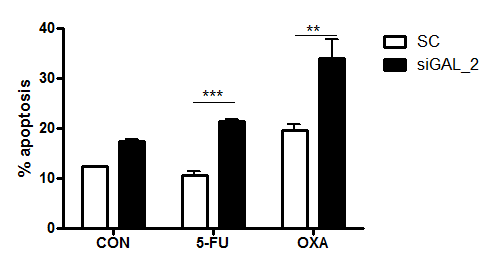 40
30
20
10
0
% apoptosis
***
**
CON 5-FU OXA
SC
siGAL_2